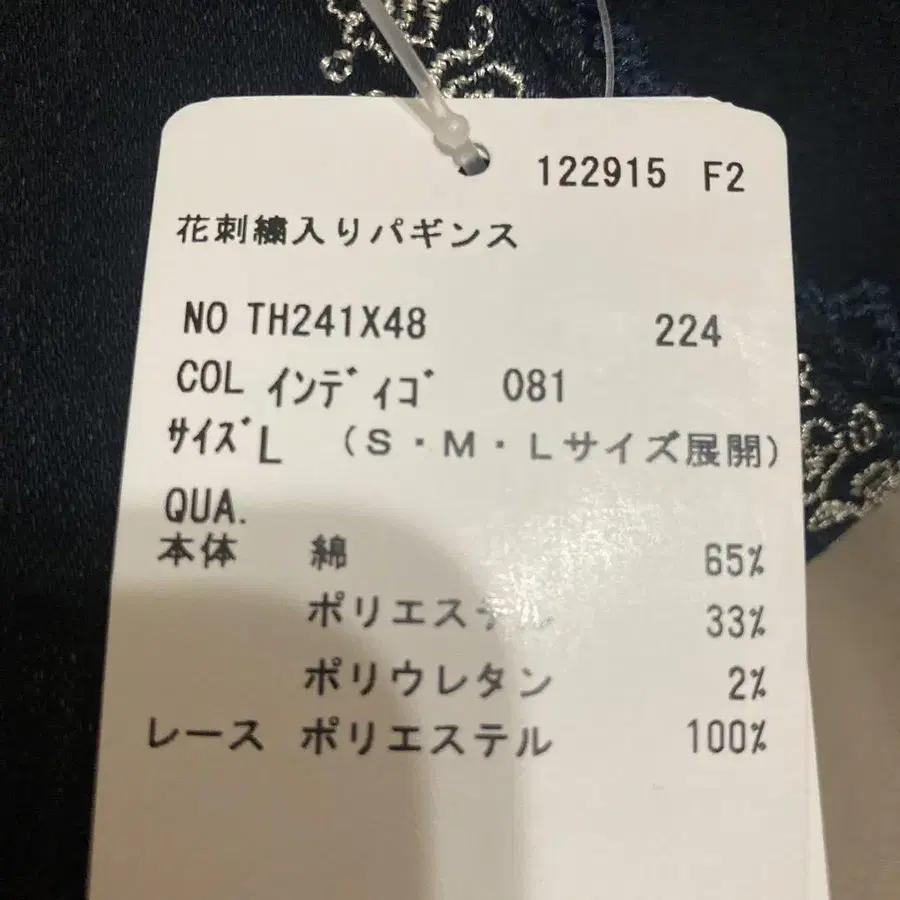 122915 F2
花刺繍入りパギンス
NO TH241X48 224
COL インディゴ 081
サイズ L (S・M・Lサイズ展開)
QUA.
本体 綿 65%
ポリエステル 33%
ポリウレタン 2%
レース ポリエステル 100%